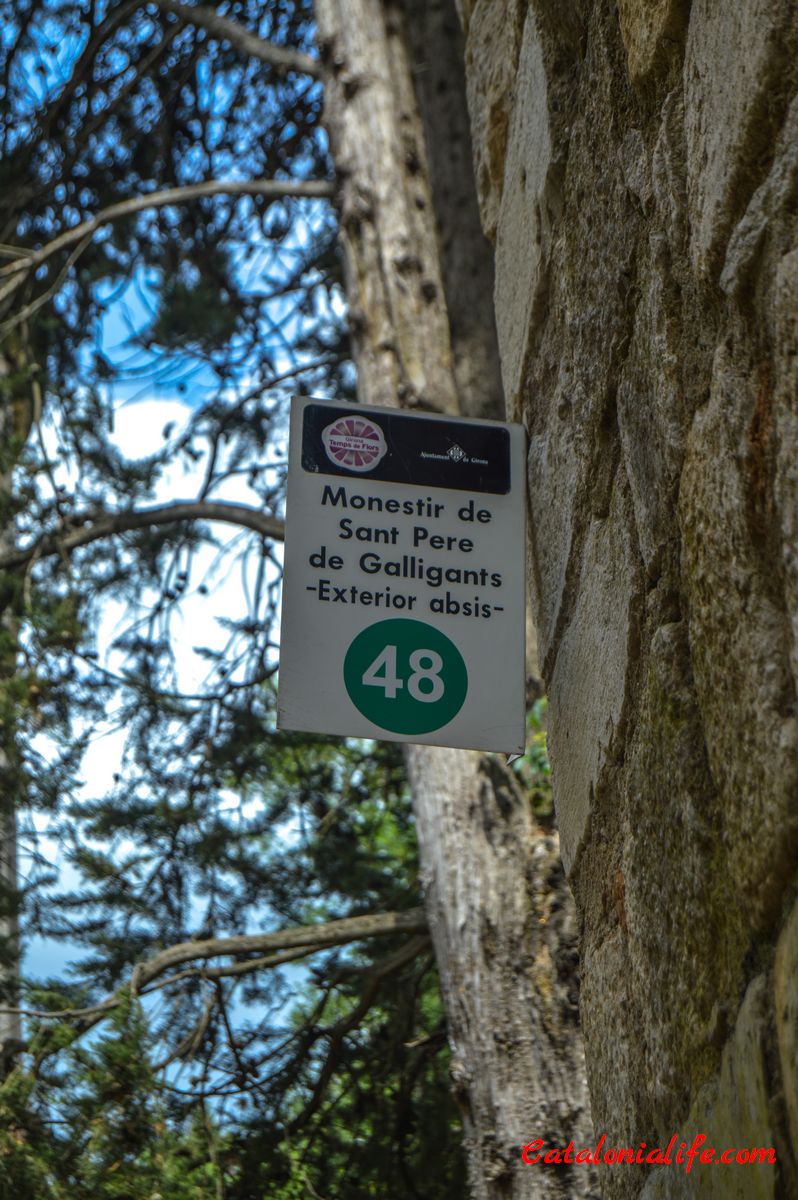 Girona
Temps de Flors
Ajuntament de Girona
Monestir de
Sant Pere
de Galligants
-Exterior absis-
48
Catalonialife.com